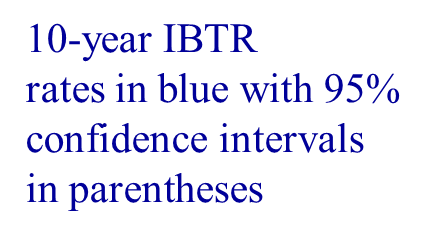 10-year IBTR
rates in blue with 95%
confidence intervals
in parentheses